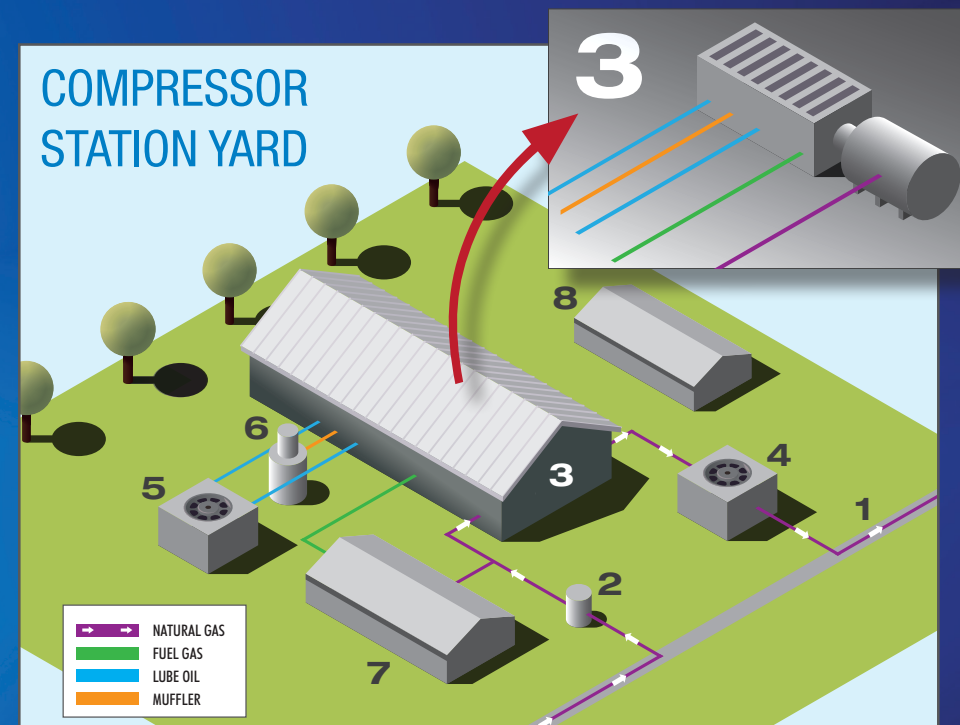 COMPRESSOR
STATION YARD
3
8
6
5
3
4
1
2
7
NATURAL GAS
FUEL GAS
LUBE OIL
MUFFLER